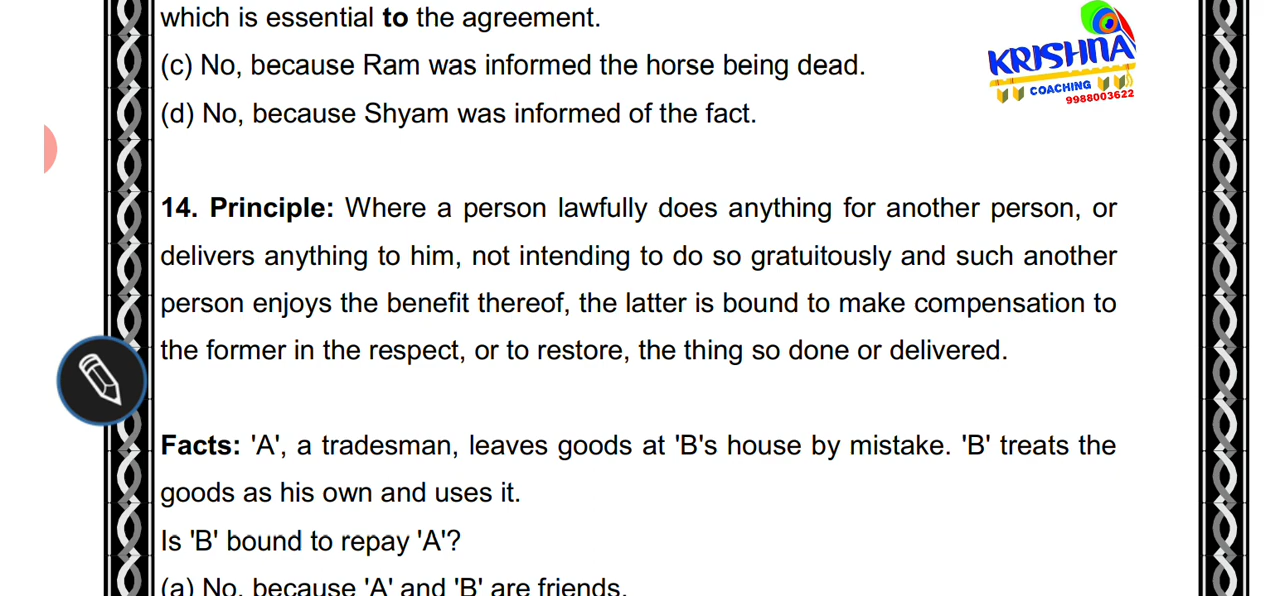 which is essential to the agreement.
(c) No, because Ram was informed the horse being dead.
(d) No, because Shyam was informed of the fact.
KRISHNA
COACHING
9988003622
14. Principle: Where a person lawfully does anything for another person, or
delivers anything to him, not intending to do so gratuitously and such another
person enjoys the benefit thereof, the latter is bound to make compensation to
the former in the respect, or to restore, the thing so done or delivered.
Facts: 'A', a tradesman, leaves goods at 'B's house by mistake. 'B' treats the
goods as his own and uses it.
Is 'B' bound to repay 'A'?
(a) No, because 'A' and 'B' are friends.